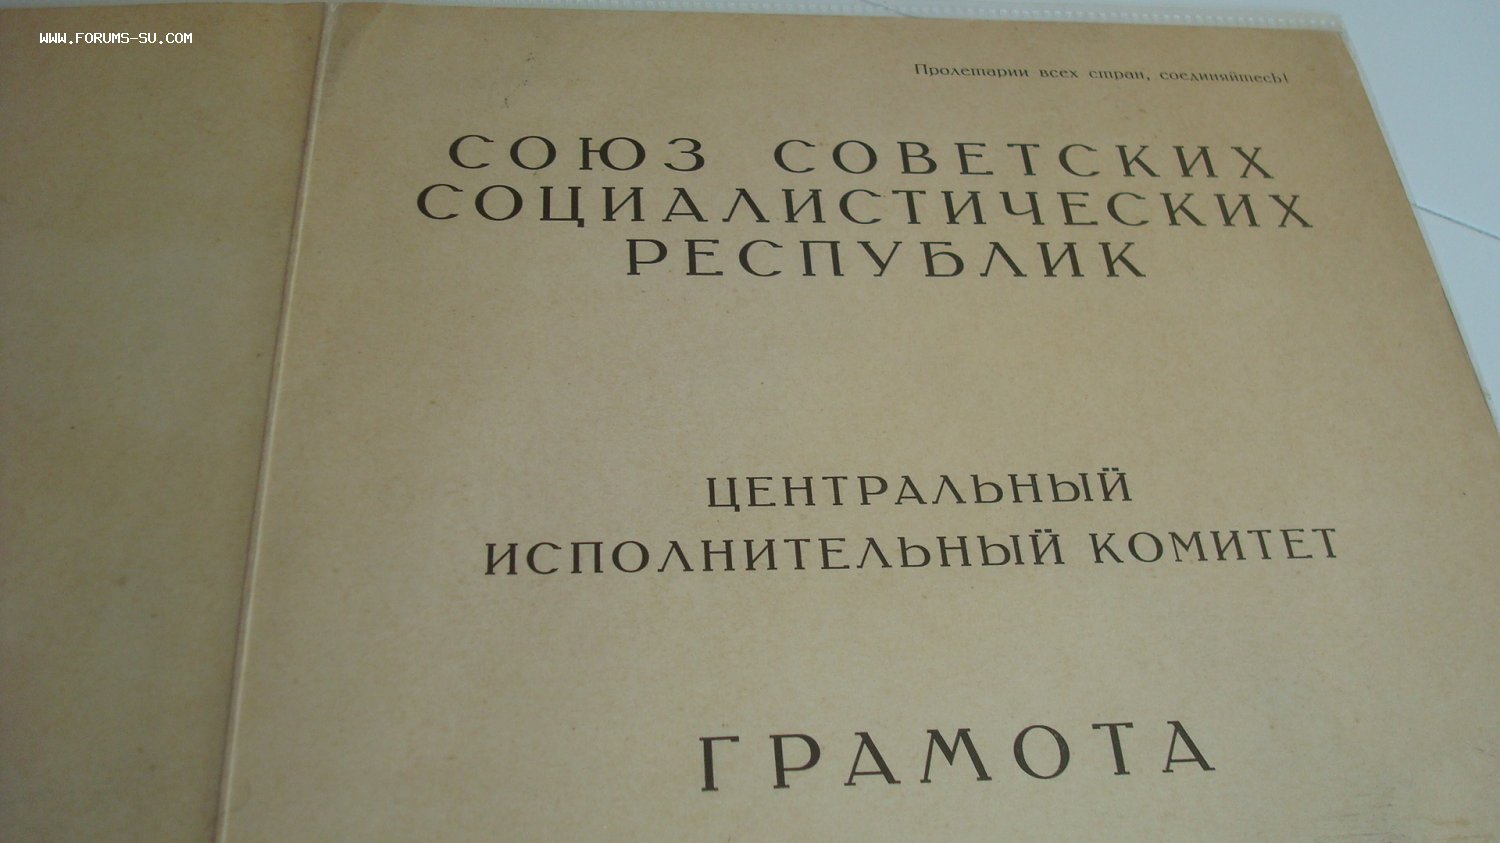 WWW.FORUMS-SU.COM
Пролетарии всех стран, соединяйтесь!
СОЮЗ СОВЕТСКИХ
СОЦИАЛИСТИЧЕСКИХ
РЕСПУБЛИК
ЦЕНТРАЛЬНЫЙ
ИСПОЛНИТЕЛЬНЫЙ КОМИТЕТ
ГРАМОТА